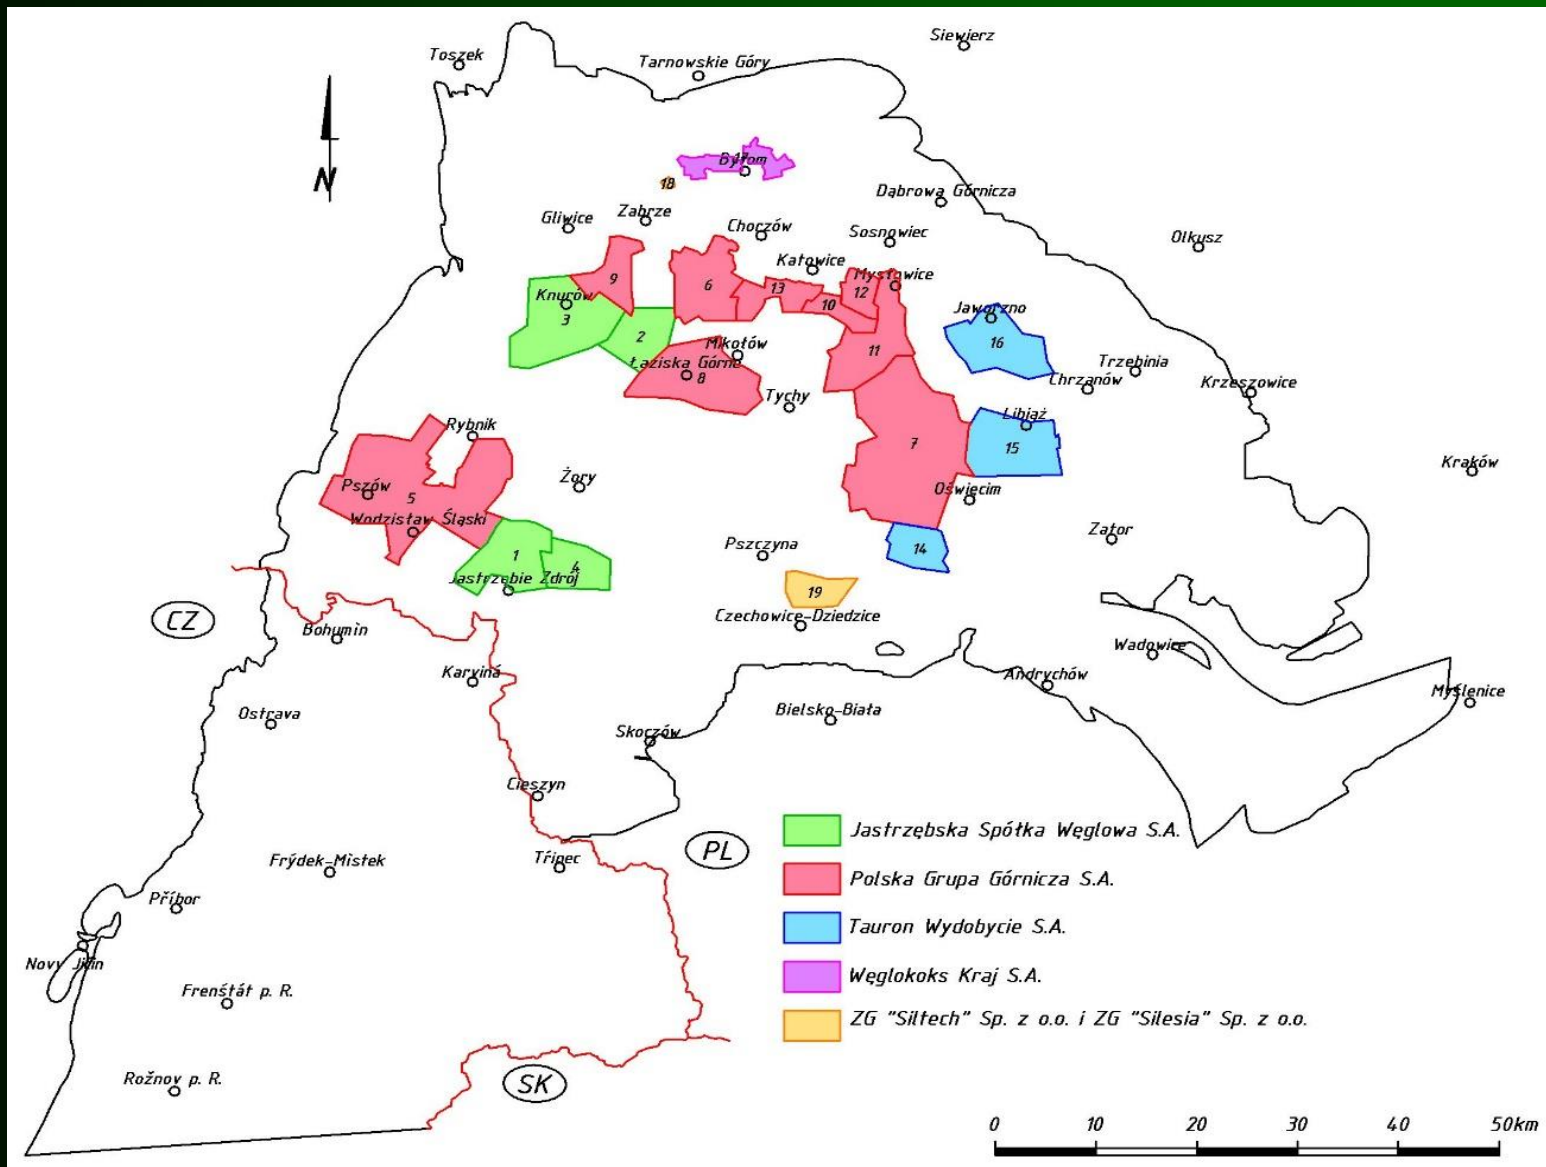 Siewierz
Toszek
Tarnowskie Góry
N
Bytom
17
18
Dąbrowa Górnicza
Zabrze
Gliwice
Chorzów
Sosnowiec
Olkusz
Katowice
Mysłowice
9
6
13
12
10
Knurów
3
2
Jaworzno
16
Mikołów
11
Łaziska Górne
8
Trzebinia
Chrzanów
Krzeszowice
Tychy
Libiąż
Rybnik
7
15
Kraków
Żory
Pszów
5
Oświęcim
Wodzisław Śląski
Zator
Pszczyna
14
1
4
Jastrzębie Zdrój
19
Czechowice-Dziedzice
CZ
Bohumin
Wadowice
Karviná
Andrychów
Myślenice
Ostrava
Bielsko-Biała
Skoczów
Cieszyn
Jastrzębska Spółka Węglowa S.A.
PL
Frýdek-Mistek
Třinec
Polska Grupa Górnicza S.A.
Příbor
Tauron Wydobycie S.A.
Novy Jičin
Węglokoks Kraj S.A.
Frenštát p. R.
ZG "Siltech" Sp. z o.o. i ZG "Silesia" Sp. z o.o.
Rožnov p. R.
SK
0 10 20 30 40 50km